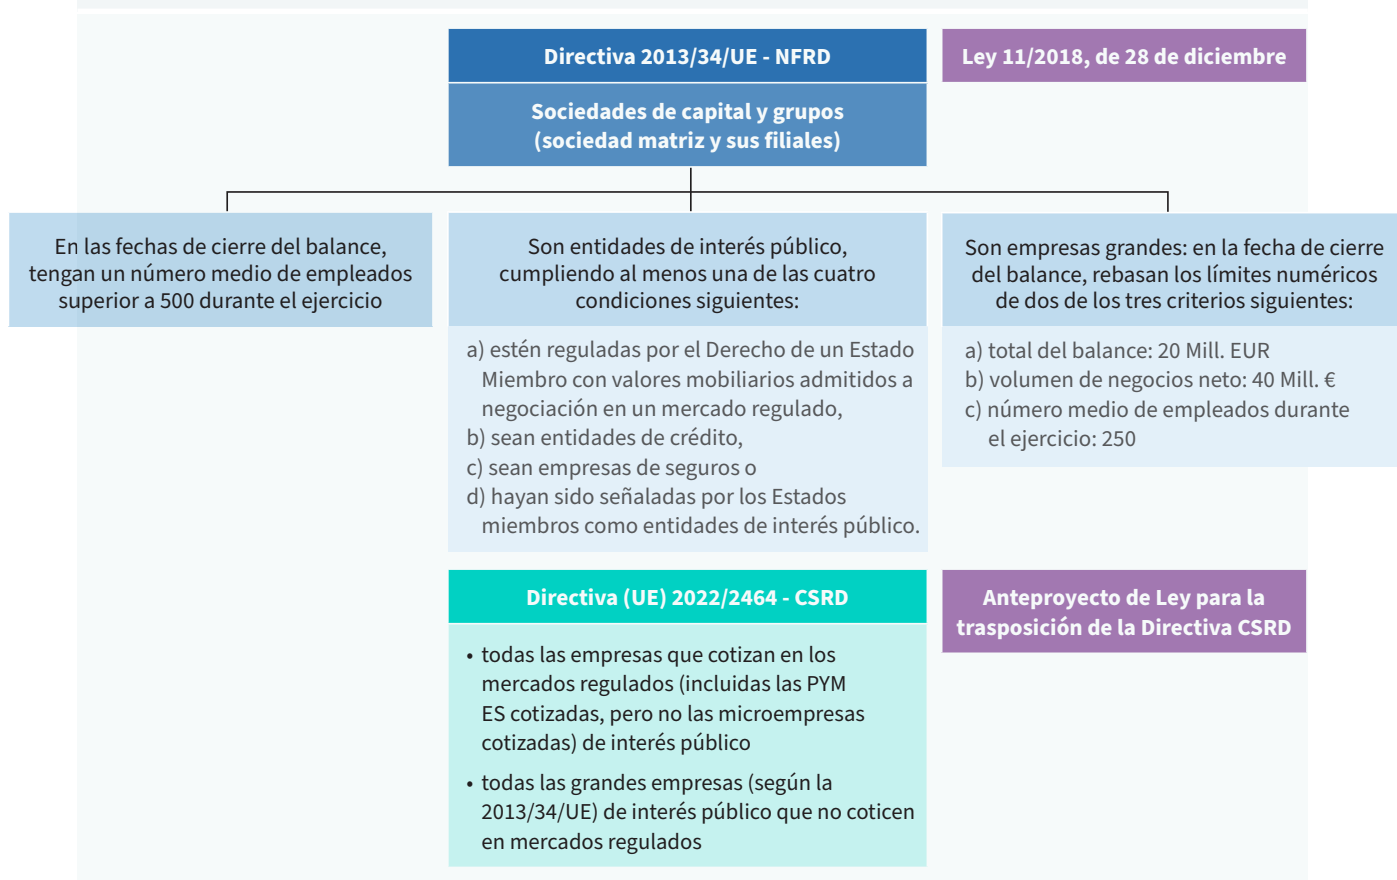 Directiva 2013/34/UE - NFRD
Ley 11/2018, de 28 de diciembre
Sociedades de capital y grupos
(sociedad matriz y sus filiales)
En las fechas de cierre del balance,
tengan un número medio de empleados
superior a 500 durante el ejercicio
Son entidades de interés público,
cumpliendo al menos una de las cuatro
condiciones siguientes:
a) estén reguladas por el Derecho de un Estado
Miembro con valores mobiliarios admitidos a
negociación en un mercado regulado,
b) sean entidades de crédito,
c) sean empresas de seguros o
d) hayan sido señaladas por los Estados
miembros como entidades de interés público.
Son empresas grandes: en la fecha de cierre
del balance, rebasan los límites numéricos
de dos de los tres criterios siguientes:
a) total del balance: 20 Mill. EUR
b) volumen de negocios neto: 40 Mill. €
c) número medio de empleados durante
el ejercicio: 250
Directiva (UE) 2022/2464 - CSRD
Anteproyecto de Ley para la
trasposición de la Directiva CSRD
• todas las empresas que cotizan en los
mercados regulados (incluidas las PYM
ES cotizadas, pero no las microempresas
cotizadas) de interés público
• todas las grandes empresas (según la
2013/34/UE) de interés público que no coticen
en mercados regulados